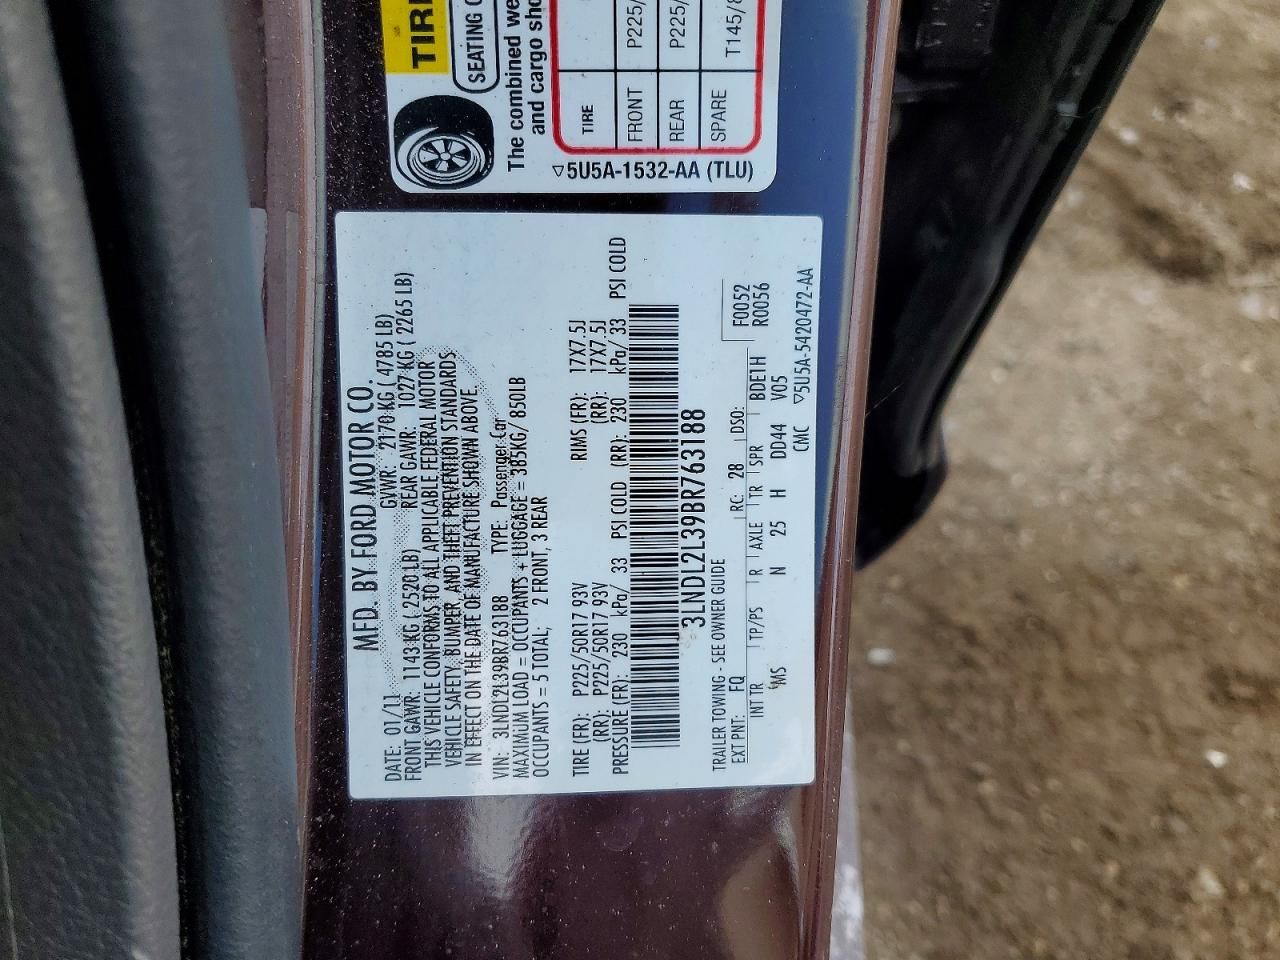 MFD. BY FORD MOTOR CO.
DATE: 01/11 GVWR: 2170 KG ( 4785 LB)
FRONT GAWR: 1143 KG ( 2520 LB) REAR GAWR: 1027 KG ( 2265 LB)
THIS VEHICLE CONFORMS TO ALL APPLICABLE FEDERAL MOTOR
VEHICLE SAFETY, BUMPER, AND THEFT PREVENTION STANDARDS
IN EFFECT ON THE DATE OF MANUFACTURE SHOWN ABOVE.
VIN: 3LNDL2L39BR763188 TYPE: Passenger Car
MAXIMUM LOAD = OCCUPANTS + LUGGAGE = 385KG/ 850LB
OCCUPANTS = 5 TOTAL, 2 FRONT, 3 REAR
TIRE (FR): P225/50R17 93V RIMS (FR): 17X7.5J
(RR): P225/50R17 93V (RR): 17X7.5J
PRESSURE (FR): 230 kPa/ 33 PSI COLD (RR): 230 kPa/ 33 PSI COLD
3LNDL2L39BR763188
TRAILER TOWING - SEE OWNER GUIDE
F0052
R0056
EXT PNT: FQ RC: 28 DSO:
INT TR TP/PS R AXLE TR SPR BDE1H
MS N 25 H DD44 V05
CMC ▽5U5A-5420472-AA
TIRE
SEATING
The combined
and cargo
TIRE
FRONT P225/
REAR P225/
SPARE T145/8
▽5U5A-1532-AA (TLU)